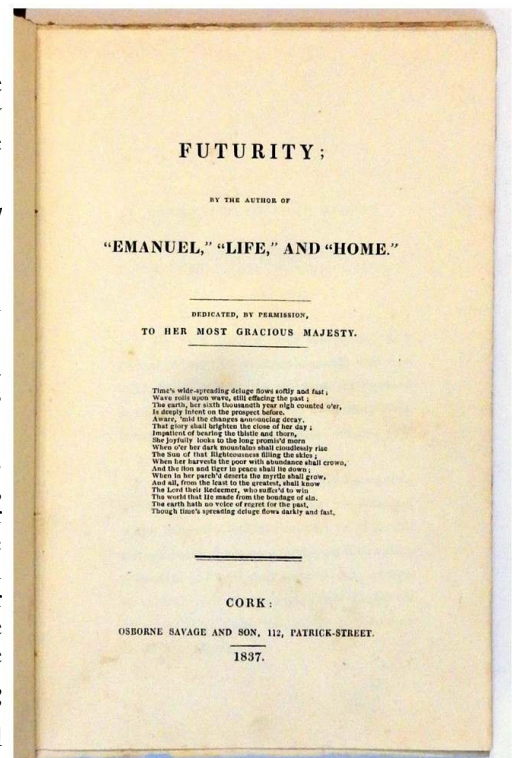 FUTURITY;
BY THE AUTHOR OF
“EMANUEL,” “LIFE,” AND “HOME.”
DEDICATED, BY PERMISSION,
TO HER MOST GRACIOUS MAJESTY.
Time's wide-spreading deluge flows softly and fast;
Wave rolls upon wave, still effacing the past;
The earth, her sixth thousandth year nigh counted o'er,
Is deeply intent on the prospect before.
Aware, 'mid the changes announcing decay,
That glory shall brighten the close of her day;
Impatient of bearing the thistle and thorn,
She joyfully looks to the long promis'd morn
When o'er her dark mountains shall cloudlessly rise
The Sun of that Righteousness filling the skies;
When her harvests the poor with abundance shall crown,
And the lion and tiger in peace shall lie down;
When in her parch'd deserts the myrtle shall grow,
And all, from the least to the greatest, shall know
The Lord their Redeemer, who suffer'd to win
The world that He made from the bondage of sin.
The earth hath no voice of regret for the past,
Though time's spreading deluge flows darkly and fast.
CORK:
OSBORNE SAVAGE AND SON, 112, PATRICK-STREET.
1837.